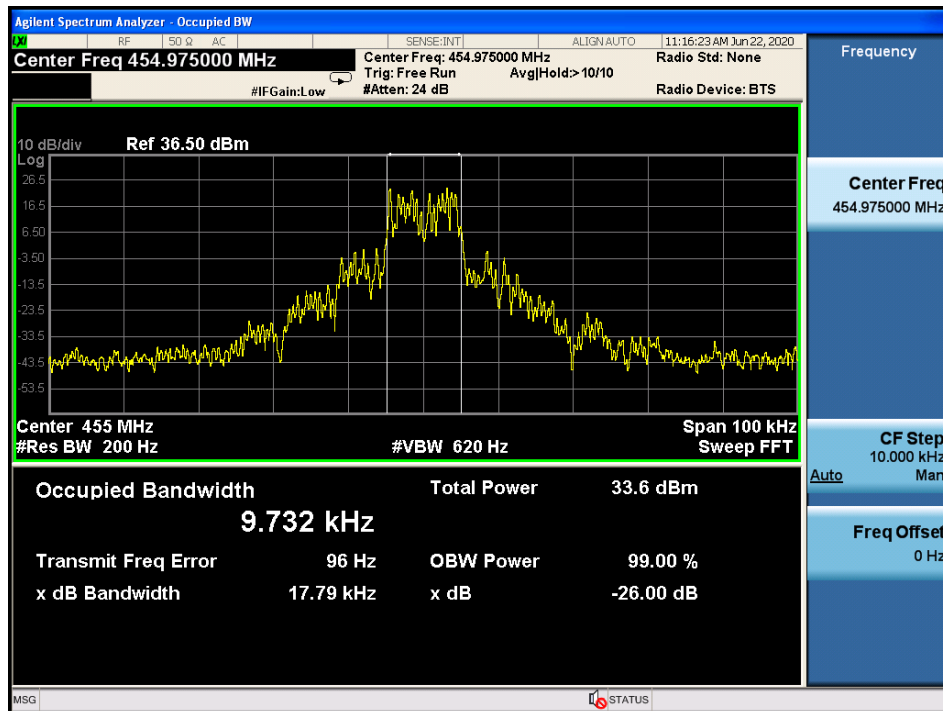 Agilent Spectrum Analyzer - Occupied BW
LXI RF 50 Ω AC SENSE:INT ALIGN AUTO 11:16:23 AM Jun 22, 2020
Center Freq 454.975000 MHz
Center Freq: 454.975000 MHz
Radio Std: None
Trig: Free Run Avg|Hold:>10/10
#IFGain:Low
#Atten: 24 dB
Radio Device: BTS
10 dB/div Ref 36.50 dBm
Log
26.5
16.5
6.50
-3.50
-13.5
-23.5
-33.5
-43.5
-53.5
Center 455 MHz Span 100 kHz
#Res BW 200 Hz #VBW 620 Hz Sweep FFT
Occupied Bandwidth Total Power 33.6 dBm
9.732 kHz
Transmit Freq Error 96 Hz OBW Power 99.00 %
x dB Bandwidth 17.79 kHz x dB -26.00 dB
Frequency
Center Freq
454.975000 MHz
CF Step
10.000 kHz
Auto Man
Freq Offset
0 Hz
MSG STATUS